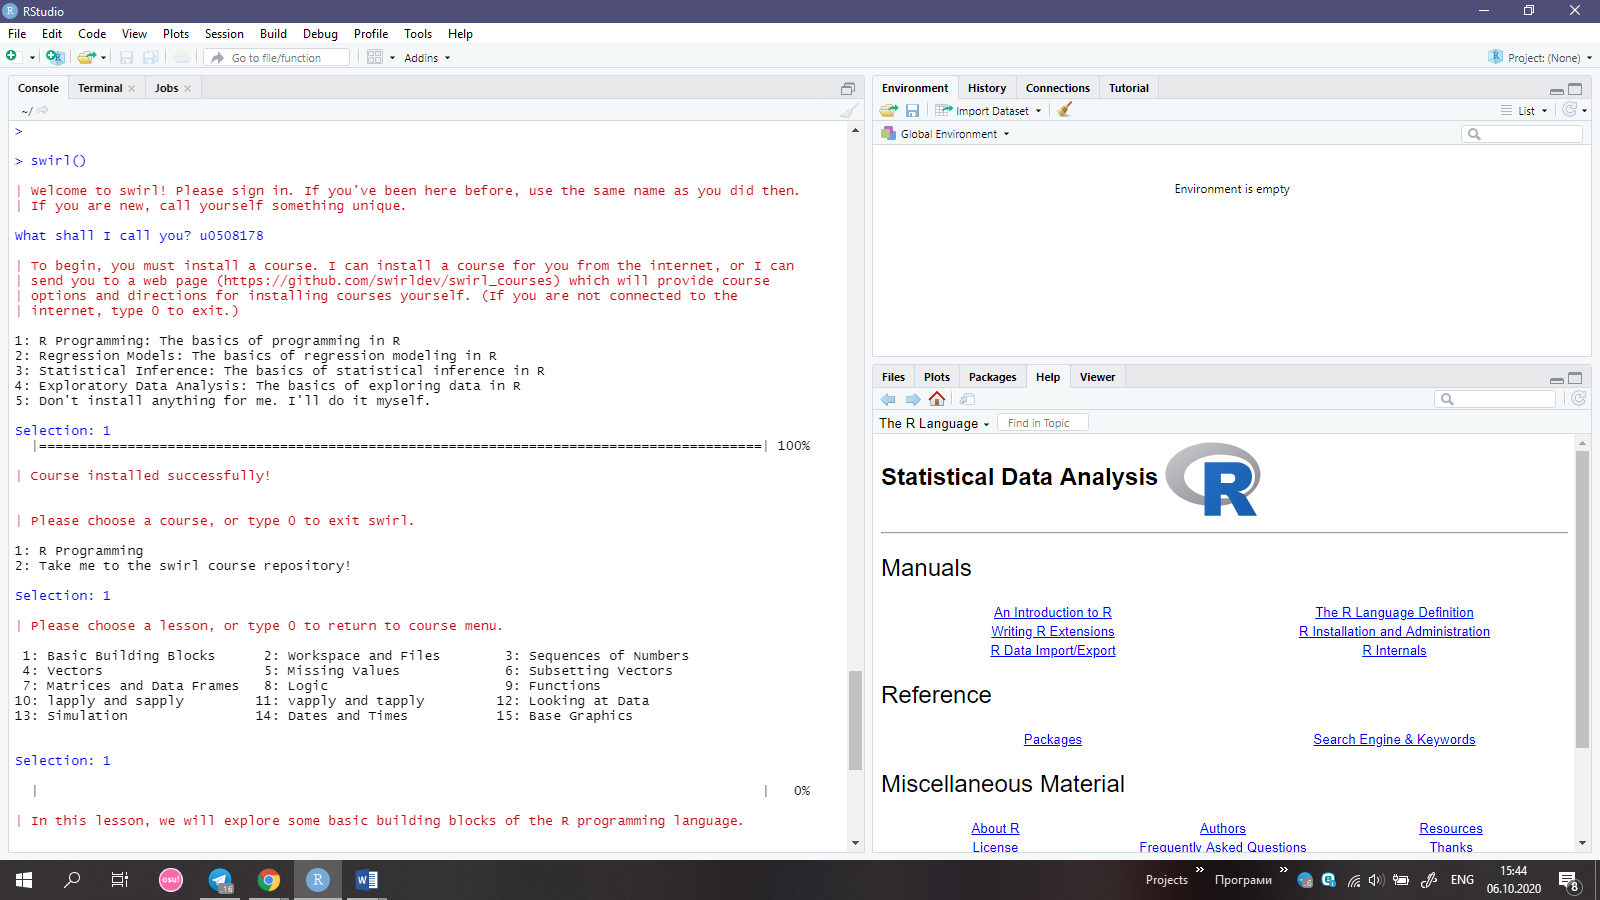 RStudio
File Edit Code View Plots Session Build Debug Profile Tools Help
Go to file/function Addins Project: (None)
Console Terminal Jobs
~/
>
> swirl()
| Welcome to swirl! Please sign in. If you've been here before, use the same name as you did then.
| If you are new, call yourself something unique.
What shall I call you? u0508178
| To begin, you must install a course. I can install a course for you from the internet, or I can
| send you to a web page (https://github.com/swirldev/swirl_courses) which will provide course
| options and directions for installing courses yourself. (If you are not connected to the
| internet, type 0 to exit.)
1: R Programming: The basics of programming in R
2: Regression Models: The basics of regression modeling in R
3: Statistical Inference: The basics of statistical inference in R
4: Exploratory Data Analysis: The basics of exploring data in R
5: Don't install anything for me. I'll do it myself.
Selection: 1
|==========================================================================================| 100%
| Course installed successfully!
| Please choose a course, or type 0 to exit swirl.
1: R Programming
2: Take me to the swirl course repository!
Selection: 1
| Please choose a lesson, or type 0 to return to course menu.
1: Basic Building Blocks 2: Workspace and Files 3: Sequences of Numbers
4: Vectors 5: Missing Values 6: Subsetting Vectors
7: Matrices and Data Frames 8: Logic 9: Functions
10: lapply and sapply 11: vapply and tapply 12: Looking at Data
13: Simulation 14: Dates and Times 15: Base Graphics
Selection: 1
| | 0%
| In this lesson, we will explore some basic building blocks of the R programming language.
Environment History Connections Tutorial
Import Dataset List
Global Environment
Environment is empty
Files Plots Packages Help Viewer
The R Language Find in Topic
Statistical Data Analysis R
Manuals
An Introduction to R The R Language Definition
Writing R Extensions R Installation and Administration
R Data Import/Export R Internals
Reference
Packages Search Engine & Keywords
Miscellaneous Material
About R Authors Resources
License Frequently Asked Questions Thanks
osu! 16 R W Projects » Програми » ENG 15:44
06.10.2020 8